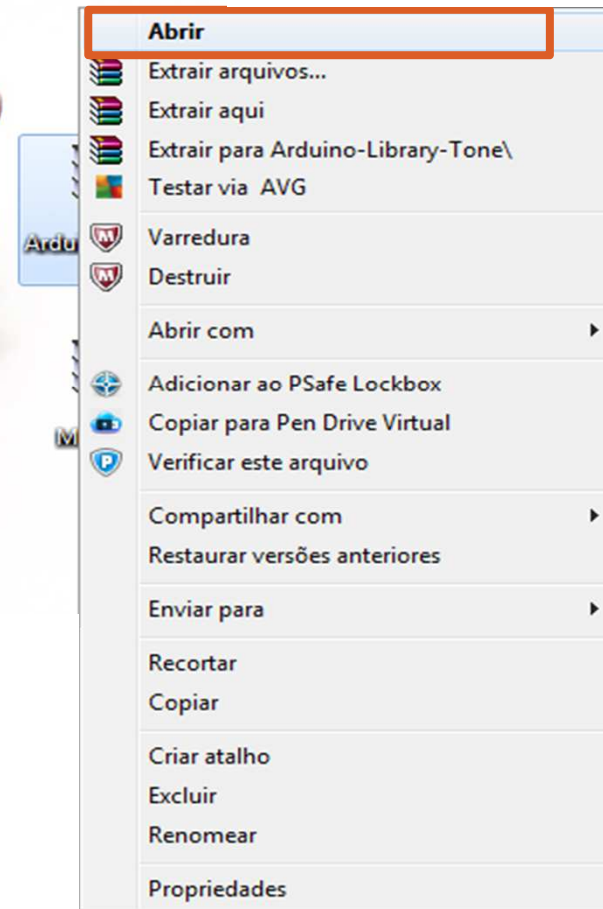 Abrir
Extrair arquivos...
Extrair aqui
Extrair para Arduino-Library-Tone\
Testar via AVG
Ardu
Varredura
Destruir
Abrir com
Adicionar ao PSafe Lockbox
Copiar para Pen Drive Virtual
M
Verificar este arquivo
Compartilhar com
Restaurar versões anteriores
Enviar para
Recortar
Copiar
Criar atalho
Excluir
Renomear
Propriedades